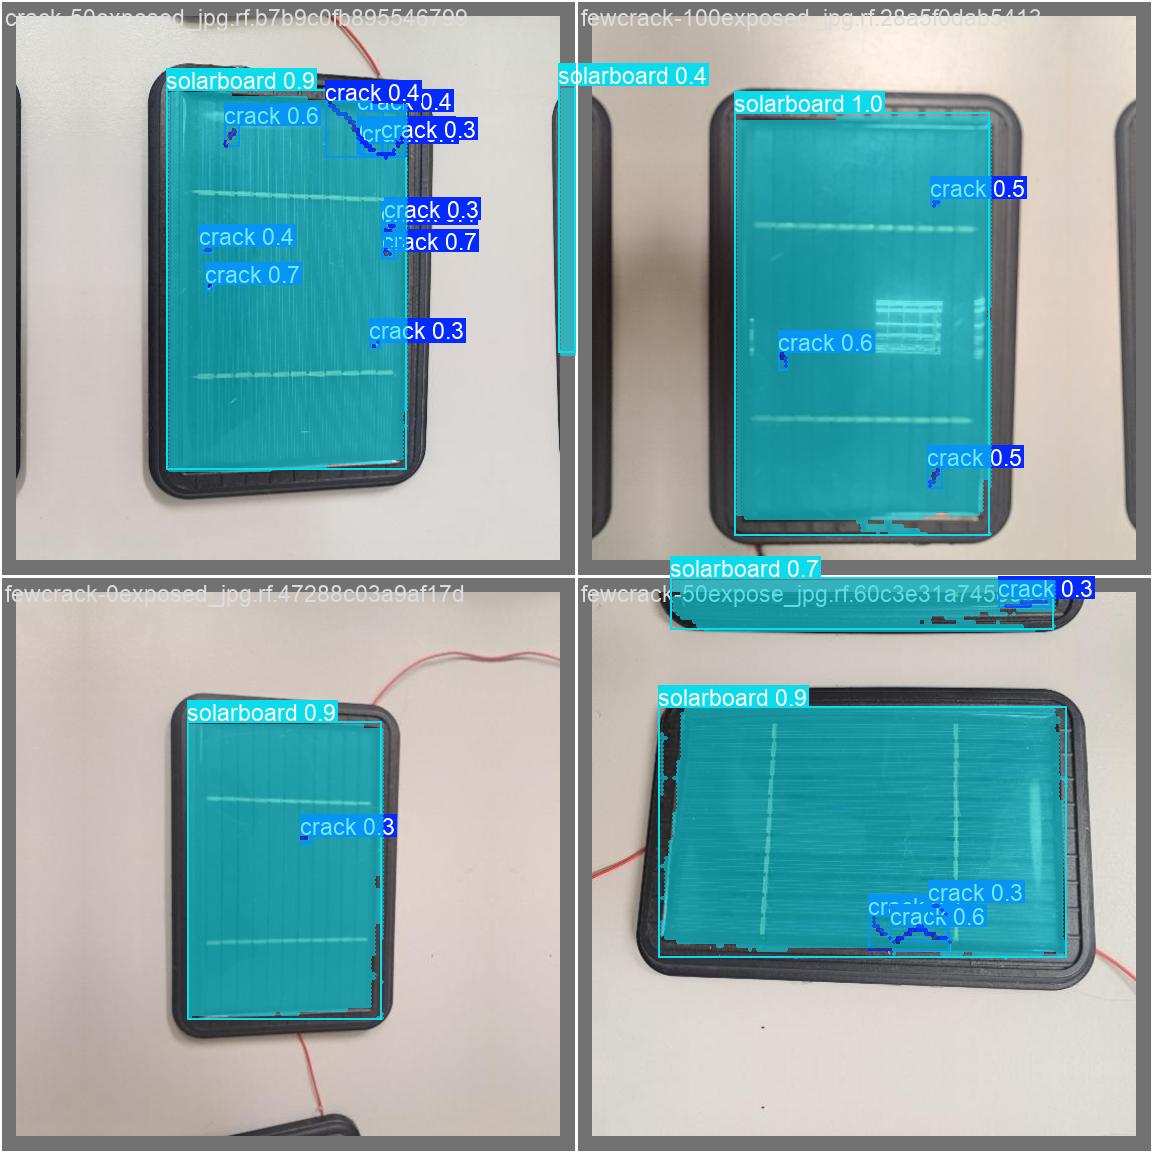 crack-50exposed_jpg.rf.b7b9c0fb895546799
solarboard 0.9
crack 0.4
0.4
crack 0.6
crack 0.3
crack 0.3
crack 0.4
crack 0.7
crack 0.7
crack 0.3
solarboard 0.4
fewcrack-100exposed_jpg.rf.28a5f0dab5413
solarboard 1.0
crack 0.5
crack 0.6
crack 0.5
fewcrack-0exposed_jpg.rf.47288c03a9af17d
solarboard 0.9
crack 0.3
solarboard 0.7
fewcrack-50expose_jpg.rf.60c3e31a745
crack 0.3
solarboard 0.9
crack 0.3
crack 0.6